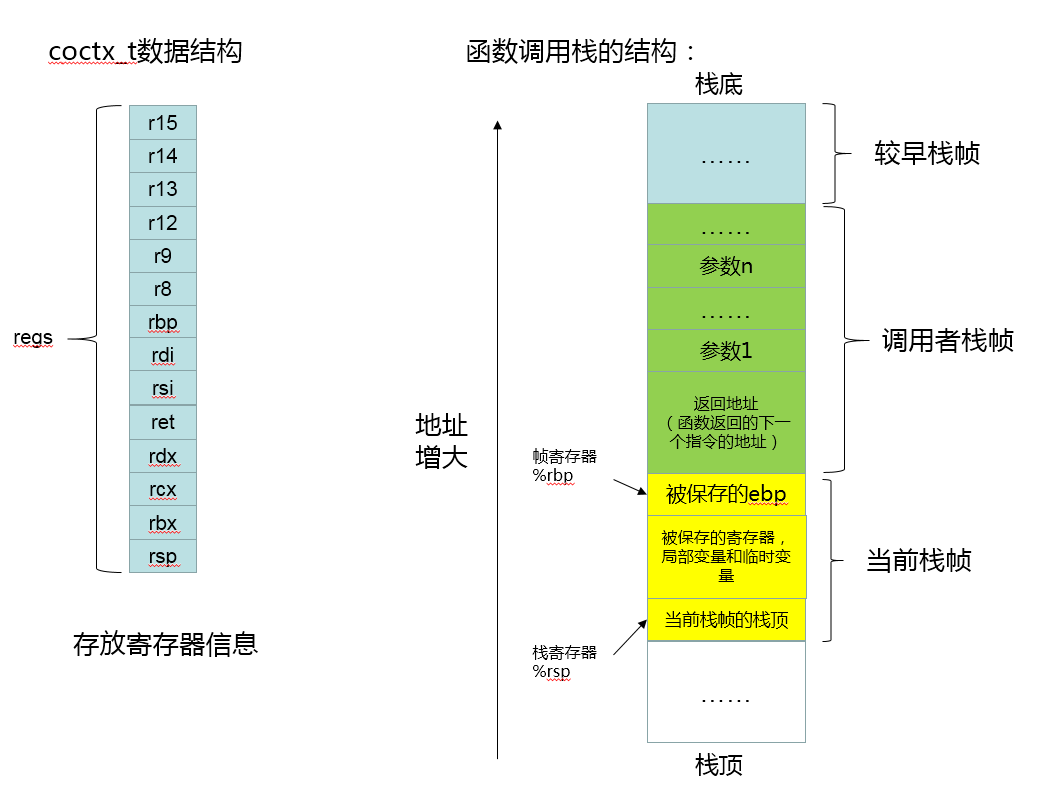 coctx_t数据结构
r15
r14
r13
r12
r9
r8
rbp
rdi
rsi
ret
rdx
rcx
rbx
rsp
regs
存放寄存器信息
函数调用栈的结构：
栈底
……
……
参数n
……
参数1
返回地址
（函数返回的下一
个指令的地址）
被保存的ebp
被保存的寄存器，
局部变量和临时变
量
当前栈帧的栈顶
……
栈顶
地址
增大
帧寄存器
%rbp
栈寄存器
%rsp
较早栈帧
调用者栈帧
当前栈帧